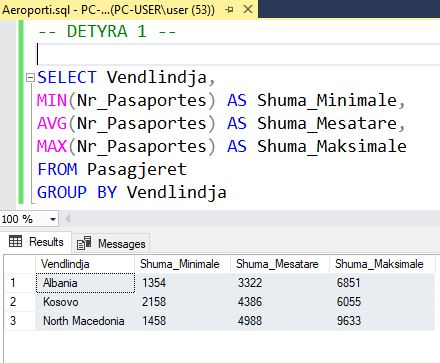 Aeroporti.sql - PC-...(PC-USER\user (53))
-- DETYRA 1 --
SELECT Vendlindja,
MIN(Nr_Pasaportes) AS Shuma_Minimale,
AVG(Nr_Pasaportes) AS Shuma_Mesatare,
MAX(Nr_Pasaportes) AS Shuma_Maksimale
FROM Pasagjeret
GROUP BY Vendlindja
100 %
Results Messages
Vendlindja Shuma_Minimale Shuma_Mesatare Shuma_Maksimale
1 Albania 1354 3322 6851
2 Kosovo 2158 4386 6055
3 North Macedonia 1458 4988 9633